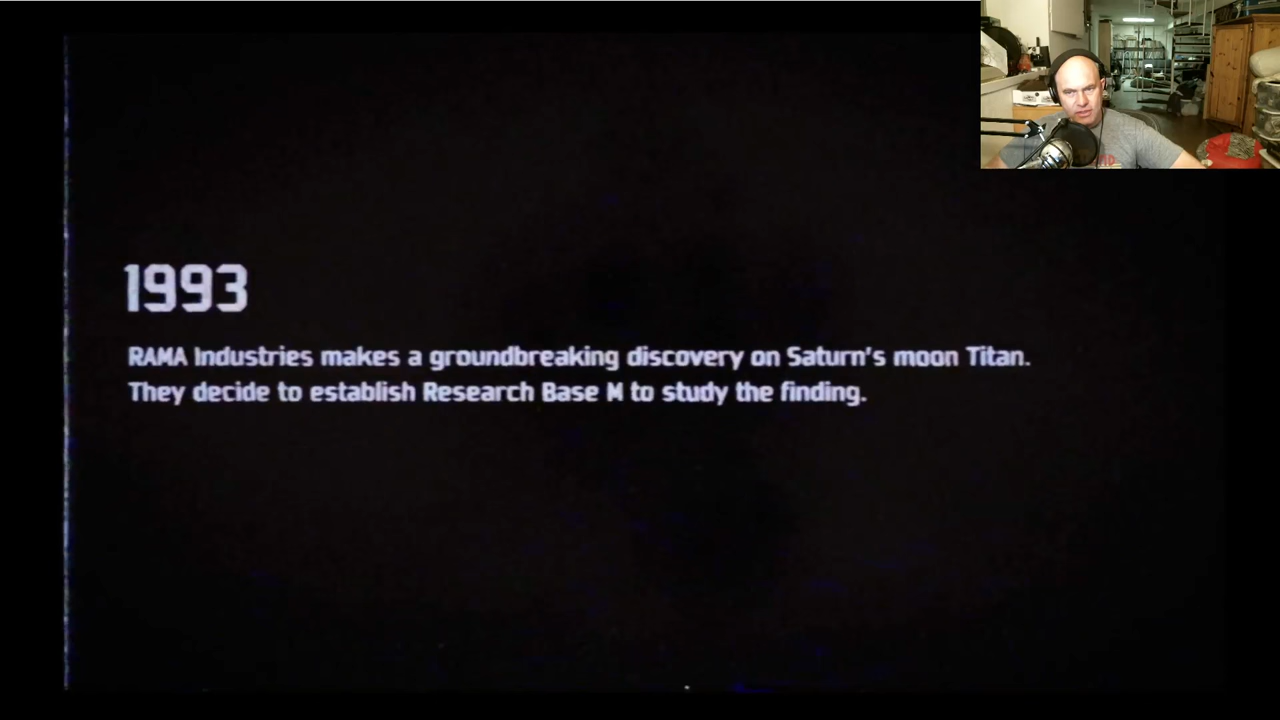 1993
RAMA Industries makes a groundbreaking discovery on Saturn's moon Titan.
They decide to establish Research Base M to study the finding.